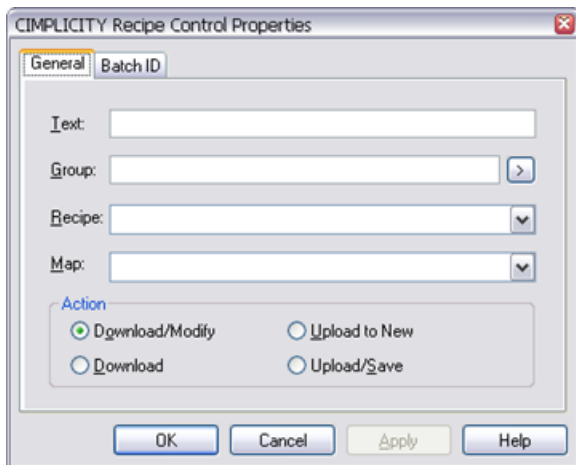 CIMPLICITY Recipe Control Properties
General Batch ID
Text:
Group: >
Recipe:
Map:
Action
Download/Modify Upload to New
Download Upload/Save
OK Cancel Apply Help